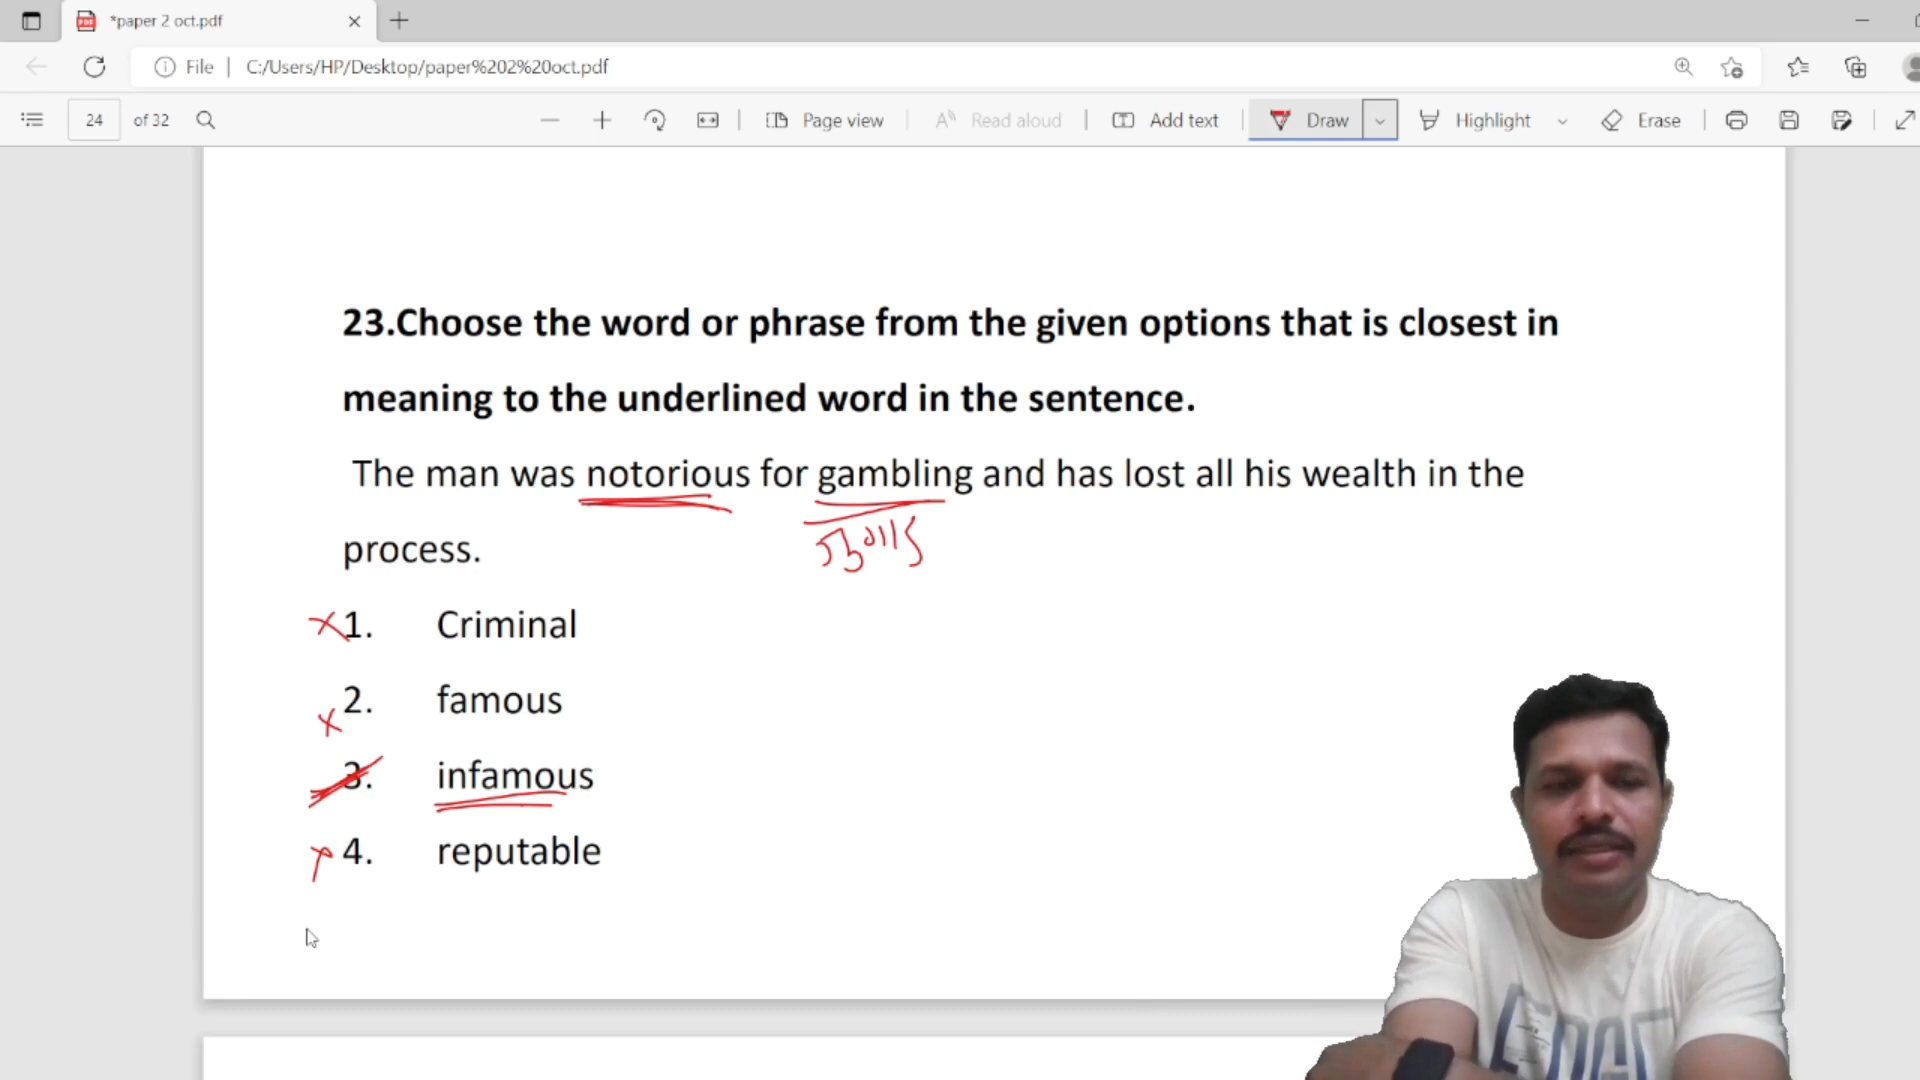 *paper 2 oct.pdf
File | C:/Users/HP/Desktop/paper%202%20oct.pdf
24 of 32 Page view Read aloud Add text Draw Highlight Erase
23.Choose the word or phrase from the given options that is closest in
meaning to the underlined word in the sentence.
The man was notorious for gambling and has lost all his wealth in the
process.
1. Criminal
2. famous
3. infamous
4. reputable